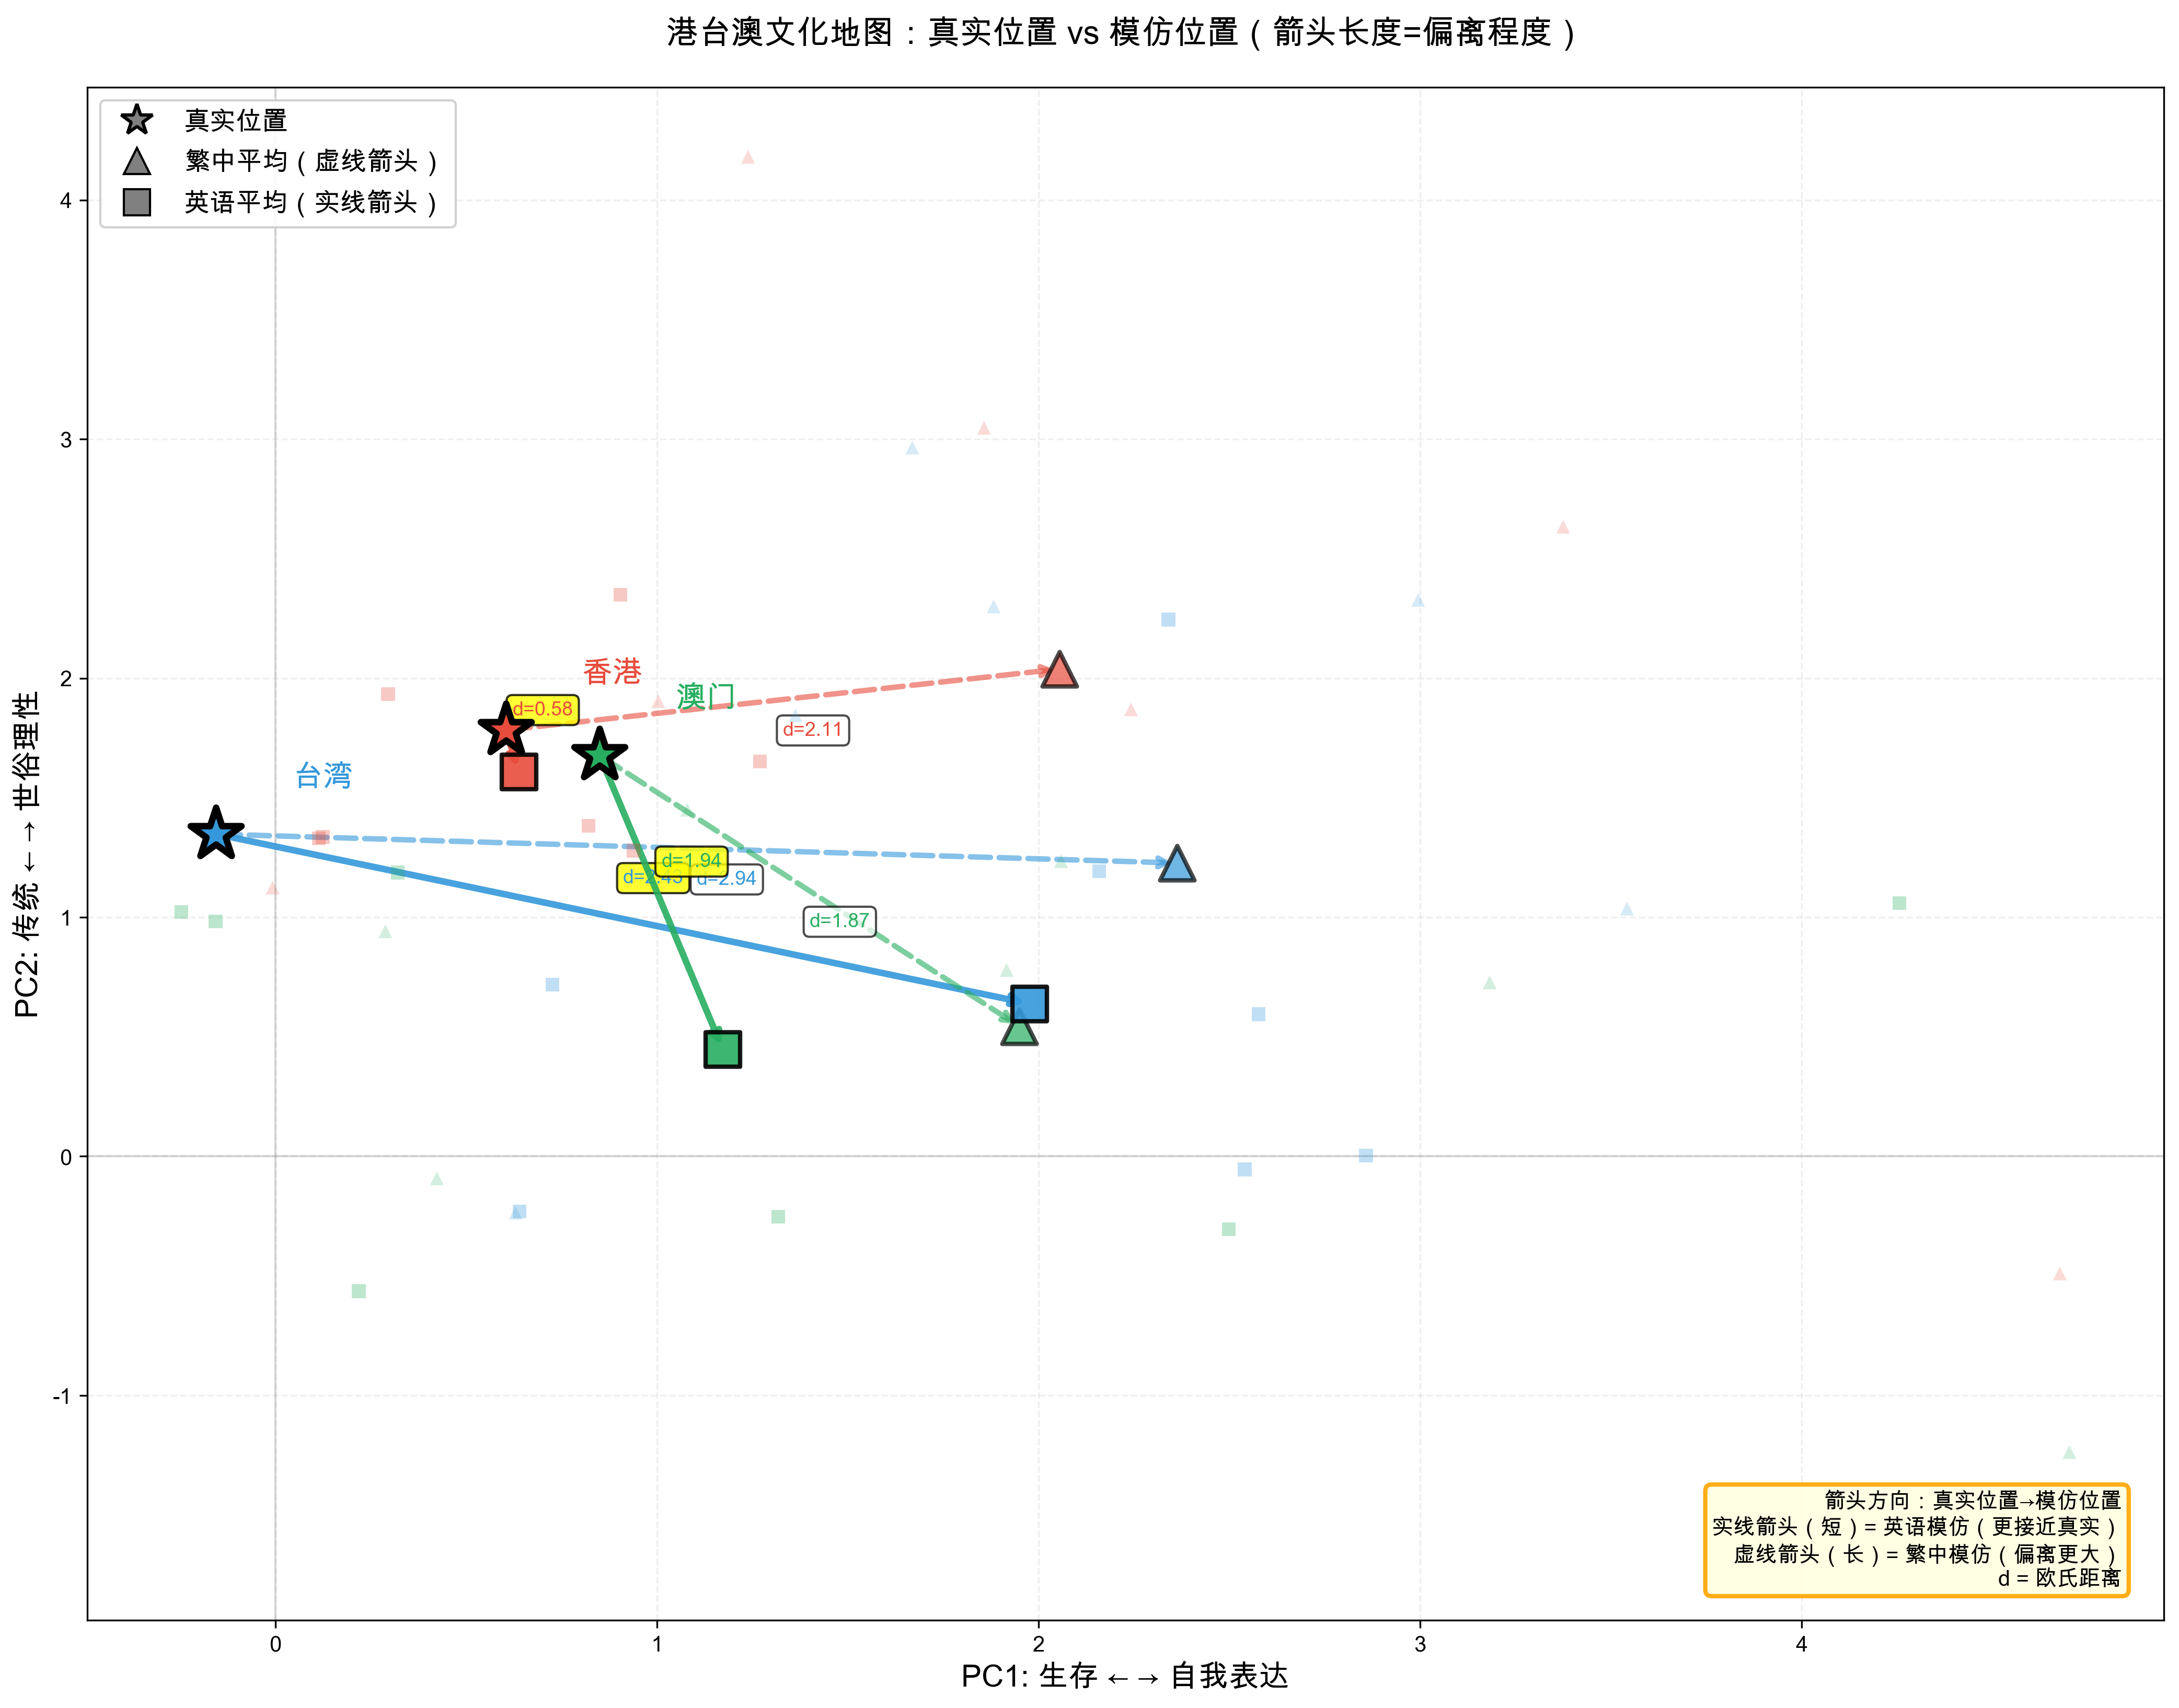 港台澳文化地图：真实位置 vs 模仿位置（箭头长度=偏离程度）
真实位置
繁中平均（虚线箭头）
英语平均（实线箭头）
4
3
2
1
0
-1
PC2: 传统 ←→ 世俗理性
香港
澳门
台湾
d=0.58
d=2.11
d=1.94
d=2.43
d=2.94
d=1.87
箭头方向：真实位置→模仿位置
实线箭头（短）= 英语模仿（更接近真实）
虚线箭头（长）= 繁中模仿（偏离更大）
d = 欧氏距离
0
1
2
3
4
PC1: 生存 ←→ 自我表达